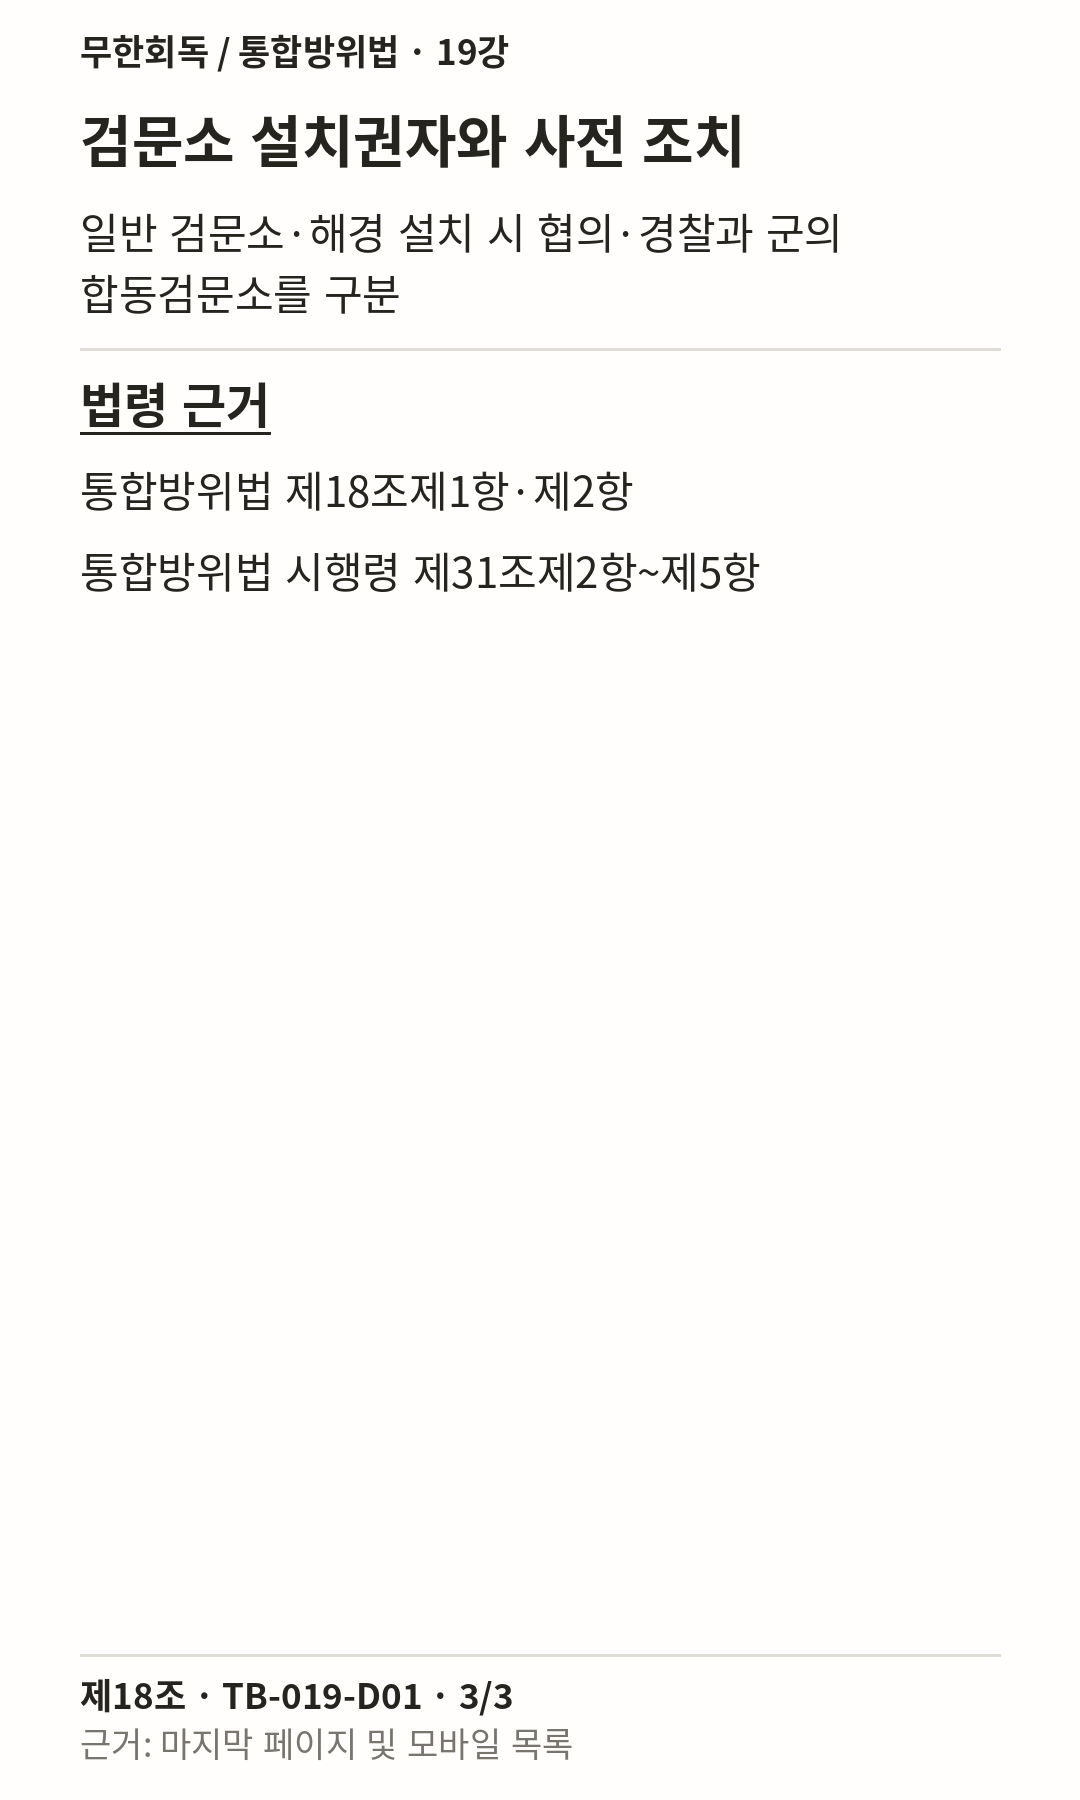 무한회독 / 통합방위법 · 19강
검문소 설치권자와 사전 조치
일반 검문소·해경 설치 시 협의·경찰과 군의
합동검문소를 구분
법령 근거
통합방위법 제18조제1항·제2항
통합방위법 시행령 제31조제2항~제5항
제18조 · TB-019-D01 · 3/3
근거: 마지막 페이지 및 모바일 목록